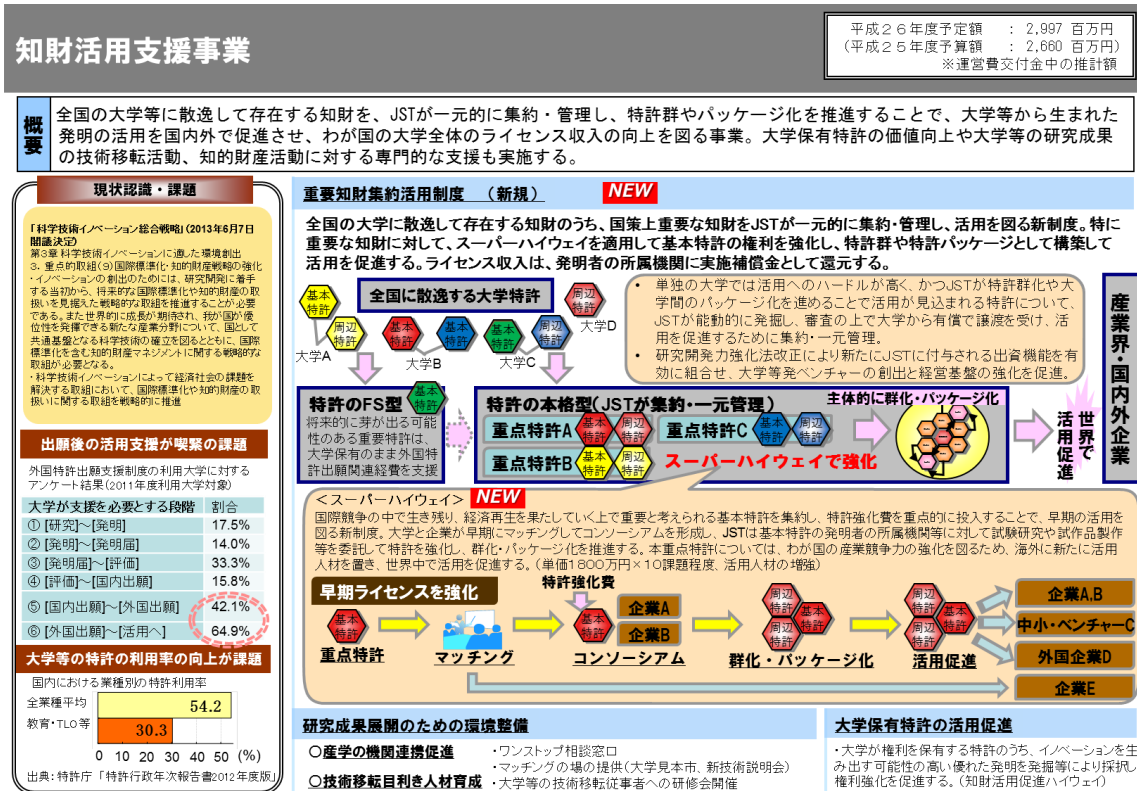 知財活用支援事業
平成２６年度予定額　：　2,997 百万円
（平成２５年度予算額　：　2,660 百万円）
※運営費交付金中の推計額
概要
全国の大学等に散逸して存在する知財を、JSTが一元的に集約・管理し、特許群やパッケージ化を推進することで、大学等から生まれた
発明の活用を国内外で促進させ、わが国の大学全体のライセンス収入の向上を図る事業。大学保有特許の価値向上や大学等の研究成果
の技術移転活動、知的財産活動に対する専門的な支援も実施する。
現状認識・課題
「科学技術イノベーション総合戦略」（2013年6月7日
閣議決定）
第3章 科学技術イノベーションに適した環境創出
3．重点的取組（9）国際標準化・知的財産戦略の強化
・イノベーションの創出のためには、研究開発に着手
する当初から、将来的な国際標準化や知的財産の取
扱いを見据えた戦略的な取組を推進することが必要
である。また世界的に成長が期待され、我が国が優
位性を発揮できる新たな産業分野について、国として
共通基盤となる科学技術の確立を図るとともに、国際
標準化を含む知的財産マネジメントに関する戦略的な
取組が必要となる。
・科学技術イノベーションによって経済社会の課題を
解決する取組において、国際標準化や知的財産の取
扱いに関する取組を戦略的に推進
出願後の活用支援が喫緊の課題
外国特許出願支援制度の利用大学に対する
アンケート結果（2011年度利用大学対象）
大学が支援を必要とする段階　割合
① [研究]～[発明]　17.5%
② [発明]～[発明届]　14.0%
③ [発明届]～[評価]　33.3%
④ [評価]～[国内出願]　15.8%
⑤ [国内出願]～[外国出願]　42.1%
⑥ [外国出願]～[活用へ]　64.9%
大学等の特許の利用率の向上が課題
国内における業種別の特許利用率
全業種平均　54.2
教育・TLO等　30.3
0 10 20 30 40 50 (%)
出典：特許庁「特許行政年次報告書2012年度版」
重要知財集約活用制度　（新規）　NEW
全国の大学に散逸して存在する知財のうち、国策上重要な知財をJSTが一元的に集約・管理し、活用を図る新制度。特に
重要な知財に対して、スーパーハイウェイを適用して基本特許の権利を強化し、特許群や特許パッケージとして構築して
活用を促進する。ライセンス収入は、発明者の所属機関に実施補償金として還元する。
全国に散逸する大学特許
基本特許
周辺特許
大学A
基本特許
基本特許
大学B
基本特許
周辺特許
大学C
周辺特許
大学D
• 単独の大学では活用へのハードルが高く、かつJSTが特許群化や大
学間のパッケージ化を進めることで活用が見込まれる特許について、
JSTが能動的に発掘し、審査の上で大学から有償で譲渡を受け、活
用を促進するために集約・一元管理。
• 研究開発力強化法改正により新たにJSTに付与される出資機能を有
効に組合せ、大学等発ベンチャーの創出と経営基盤の強化を促進。
特許のFS型
基本特許
将来的に芽が出る可能
性のある重要特許は、
大学保有のまま外国特
許出願関連経費を支援
特許の本格型（JSTが集約・一元管理）
重点特許A　基本特許　周辺特許
重点特許C　基本特許　周辺特許
重点特許B　基本特許　周辺特許
スーパーハイウェイで強化
主体的に群化・パッケージ化
世界で
活用促進
産業界・国内外企業
＜スーパーハイウェイ＞　NEW
国際競争の中で生き残り、経済再生を果たしていく上で重要と考えられる基本特許を集約し、特許強化費を重点的に投入することで、早期の活用を
図る新制度。大学と企業が早期にマッチングしてコンソーシアムを形成し、JSTは基本特許の発明者の所属機関等に対して試験研究や試作品製作
等を委託して特許を強化し、群化・パッケージ化を推進する。本重点特許については、わが国の産業競争力の強化を図るため、海外に新たに活用
人材を置き、世界中で活用を促進する。（単価1800万円×10課題程度、活用人材の増強）
早期ライセンスを強化
特許強化費
基本特許
重点特許
マッチング
基本特許
企業A
企業B
コンソーシアム
周辺特許
基本特許
周辺特許
群化・パッケージ化
周辺特許
基本特許
周辺特許
活用促進
企業A,B
中小・ベンチャーC
外国企業D
企業E
研究成果展開のための環境整備
○産学の機関連携促進
・ワンストップ相談窓口
・マッチングの場の提供（大学見本市、新技術説明会）
○技術移転目利き人材育成　・大学等の技術移転従事者への研修会開催
大学保有特許の活用促進
・大学が権利を保有する特許のうち、イノベーションを生
み出す可能性の高い優れた発明を発掘等により採択し
権利強化を促進する。（知財活用促進ハイウェイ）